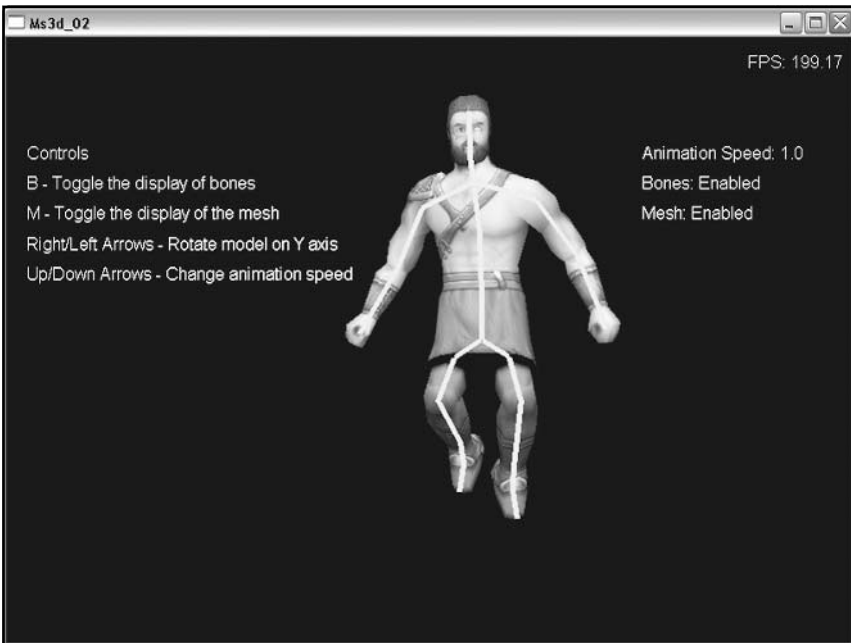 Ms3d_02
FPS: 199.17
Controls
B - Toggle the display of bones
M - Toggle the display of the mesh
Right/Left Arrows - Rotate model on Y axis
Up/Down Arrows - Change animation speed
Animation Speed: 1.0
Bones: Enabled
Mesh: Enabled